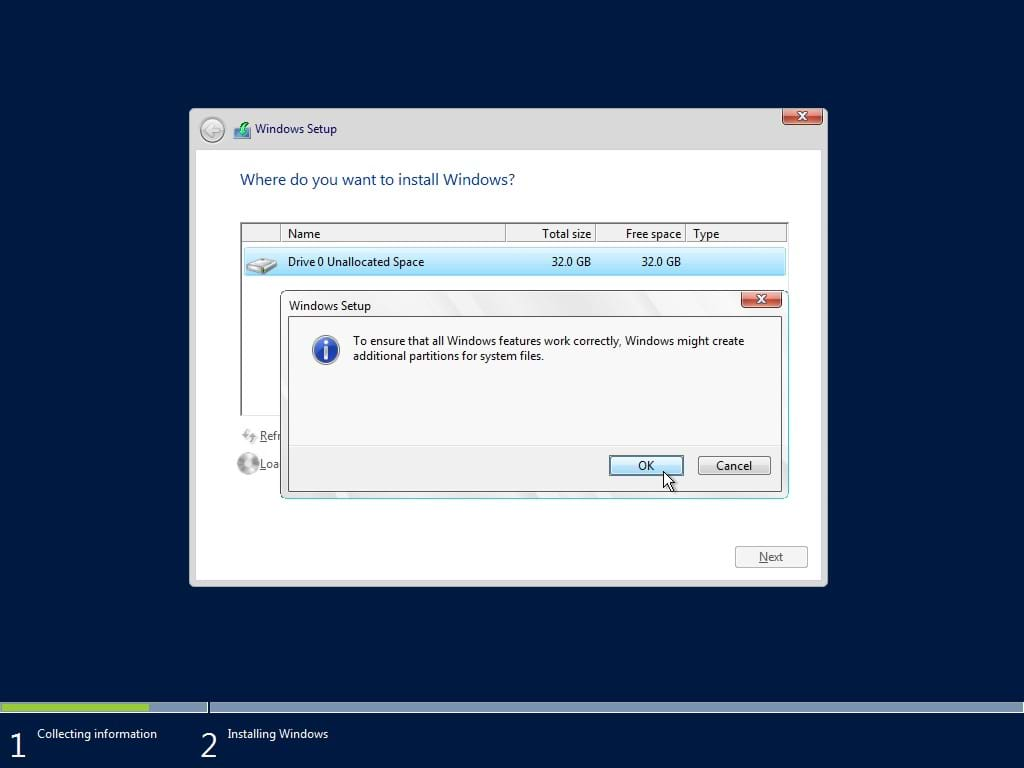 Windows Setup
Where do you want to install Windows?
Name Total size Free space Type
Drive 0 Unallocated Space 32.0 GB 32.0 GB
Windows Setup
To ensure that all Windows features work correctly, Windows might create
additional partitions for system files.
Refr
Loa
OK Cancel
Next
1 Collecting information
2 Installing Windows